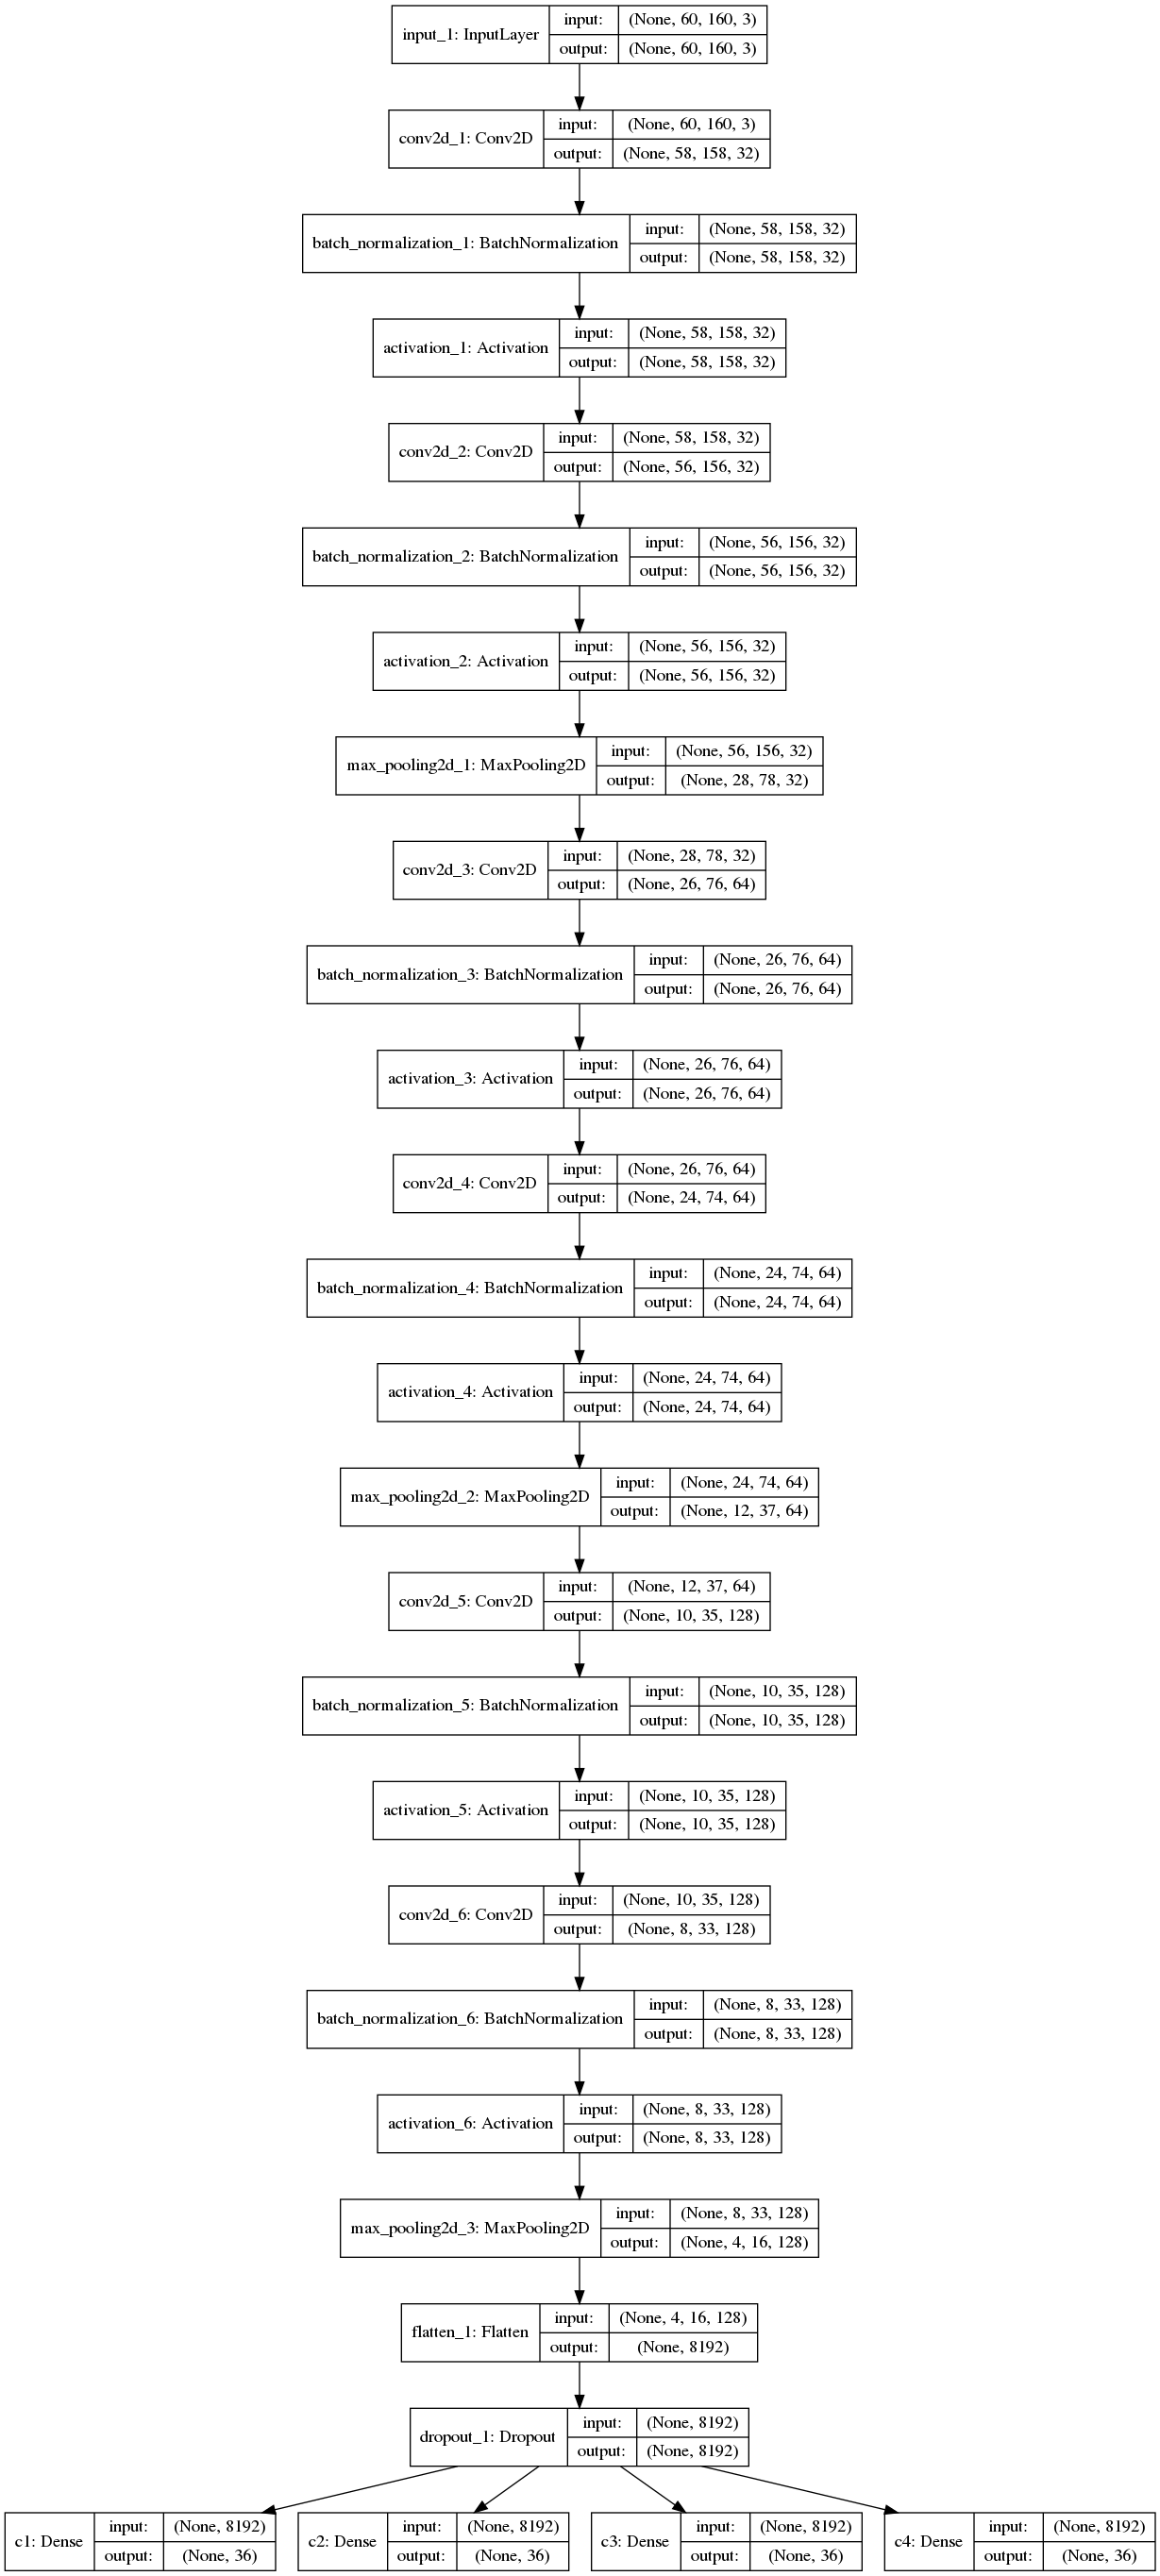 input_1: InputLayer
input: (None, 60, 160, 3)
output: (None, 60, 160, 3)
conv2d_1: Conv2D
input: (None, 60, 160, 3)
output: (None, 58, 158, 32)
batch_normalization_1: BatchNormalization
input: (None, 58, 158, 32)
output: (None, 58, 158, 32)
activation_1: Activation
input: (None, 58, 158, 32)
output: (None, 58, 158, 32)
conv2d_2: Conv2D
input: (None, 58, 158, 32)
output: (None, 56, 156, 32)
batch_normalization_2: BatchNormalization
input: (None, 56, 156, 32)
output: (None, 56, 156, 32)
activation_2: Activation
input: (None, 56, 156, 32)
output: (None, 56, 156, 32)
max_pooling2d_1: MaxPooling2D
input: (None, 56, 156, 32)
output: (None, 28, 78, 32)
conv2d_3: Conv2D
input: (None, 28, 78, 32)
output: (None, 26, 76, 64)
batch_normalization_3: BatchNormalization
input: (None, 26, 76, 64)
output: (None, 26, 76, 64)
activation_3: Activation
input: (None, 26, 76, 64)
output: (None, 26, 76, 64)
conv2d_4: Conv2D
input: (None, 26, 76, 64)
output: (None, 24, 74, 64)
batch_normalization_4: BatchNormalization
input: (None, 24, 74, 64)
output: (None, 24, 74, 64)
activation_4: Activation
input: (None, 24, 74, 64)
output: (None, 24, 74, 64)
max_pooling2d_2: MaxPooling2D
input: (None, 24, 74, 64)
output: (None, 12, 37, 64)
conv2d_5: Conv2D
input: (None, 12, 37, 64)
output: (None, 10, 35, 128)
batch_normalization_5: BatchNormalization
input: (None, 10, 35, 128)
output: (None, 10, 35, 128)
activation_5: Activation
input: (None, 10, 35, 128)
output: (None, 10, 35, 128)
conv2d_6: Conv2D
input: (None, 10, 35, 128)
output: (None, 8, 33, 128)
batch_normalization_6: BatchNormalization
input: (None, 8, 33, 128)
output: (None, 8, 33, 128)
activation_6: Activation
input: (None, 8, 33, 128)
output: (None, 8, 33, 128)
max_pooling2d_3: MaxPooling2D
input: (None, 8, 33, 128)
output: (None, 4, 16, 128)
flatten_1: Flatten
input: (None, 4, 16, 128)
output: (None, 8192)
dropout_1: Dropout
input: (None, 8192)
output: (None, 8192)
c1: Dense
input: (None, 8192)
output: (None, 36)
c2: Dense
input: (None, 8192)
output: (None, 36)
c3: Dense
input: (None, 8192)
output: (None, 36)
c4: Dense
input: (None, 8192)
output: (None, 36)